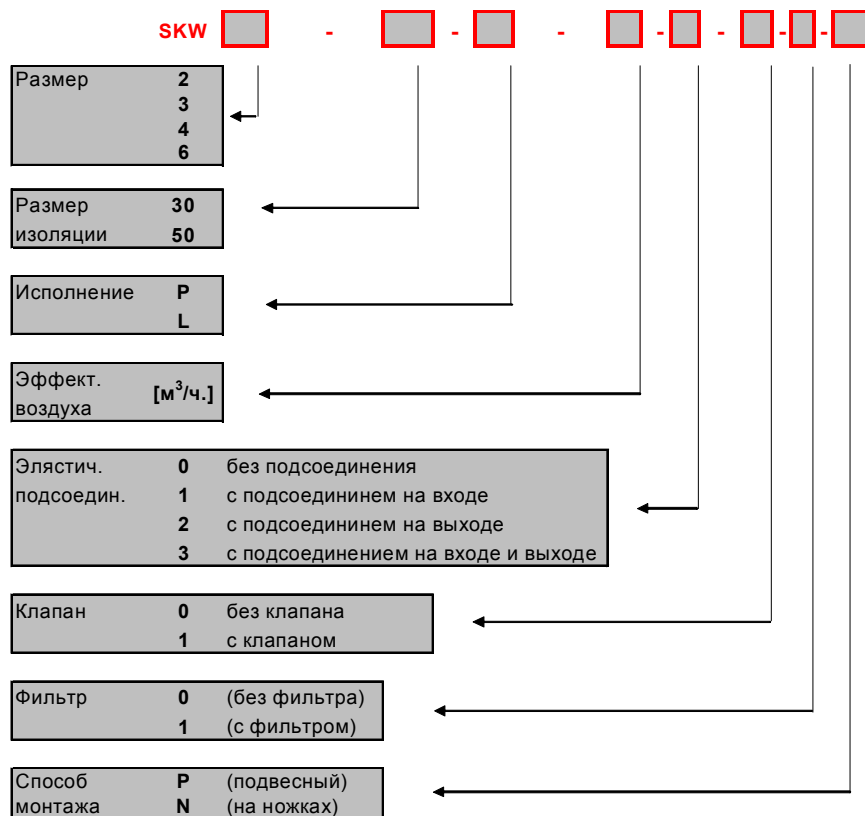 SKW - - - - - - -
Размер 2
3
4
6
Размер 30
изоляции 50
Исполнение P
L
Эффект. [м³/ч.]
воздуха
Элястич. 0 без подсоединения
подсоедин. 1 с подсоедининем на входе
2 с подсоедининем на выходе
3 с подсоединением на входе и выходе
Клапан 0 без клапана
1 с клапаном
Фильтр 0 (без фильтра)
1 (с фильтром)
Способ P (подвесный)
монтажа N (на ножках)